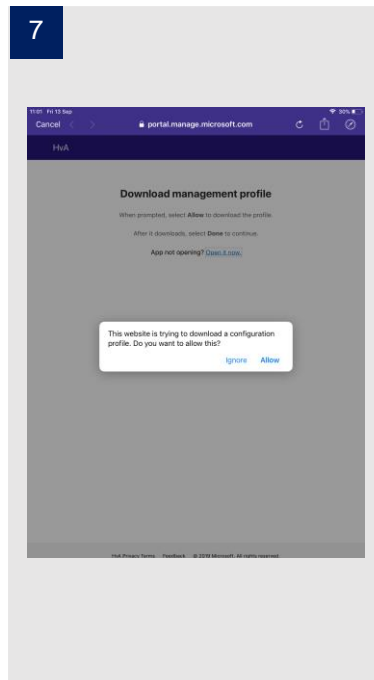 7
11:01 Fri 13 Sep
30%
Cancel
portal.manage.microsoft.com
HvA
Download management profile
When prompted, select Allow to download the profile.
After it downloads, select Done to continue.
App not opening? Open it now.
This website is trying to download a configuration
profile. Do you want to allow this?
Ignore Allow
HvA Privacy Terms Feedback © 2019 Microsoft. All rights reserved.